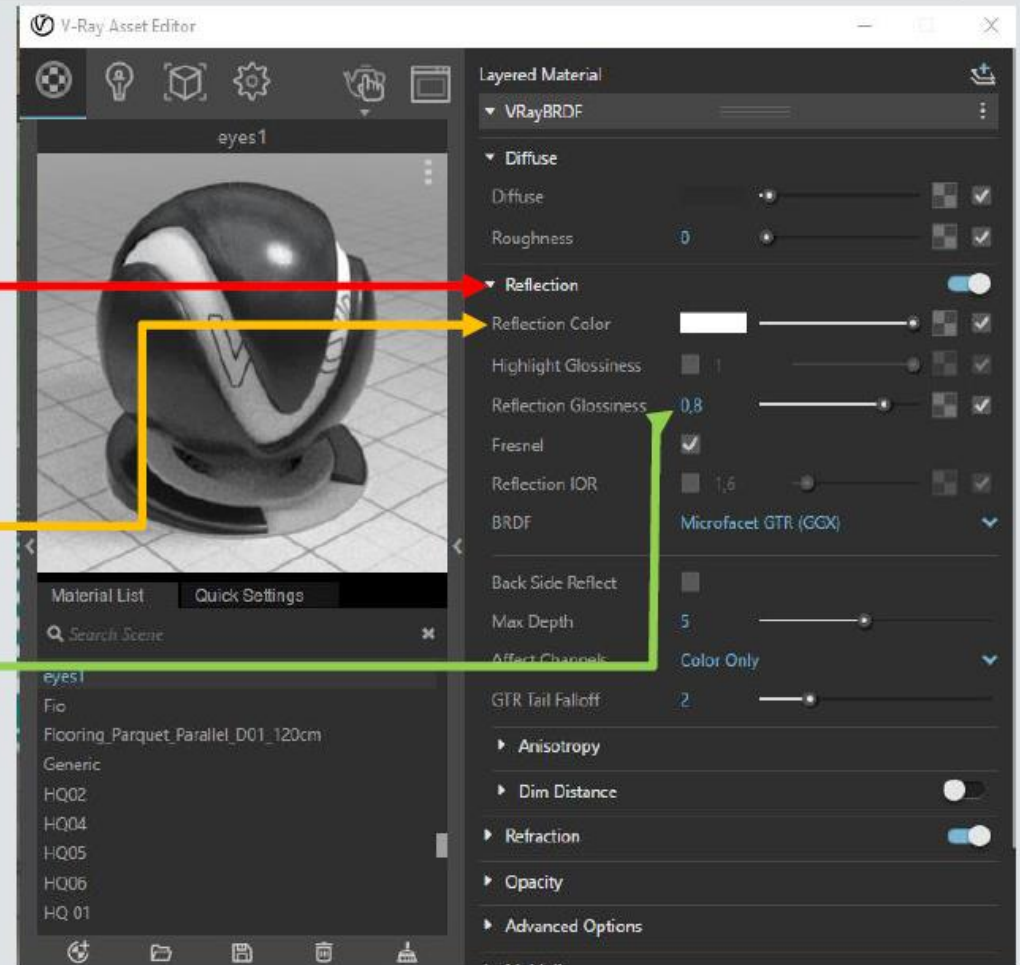 V-Ray Asset Editor
eyes1
Material List
Quick Settings
Search Scene
eyes1
Fio
Flooring_Parquet_Parallel_D01_120cm
Generic
HQ02
HQ04
HQ05
HQ06
HQ 01
Layered Material
VRayBRDF
Diffuse
Diffuse
Roughness 0
Reflection
Reflection Color
Highlight Glossiness 1
Reflection Glossiness 0,8
Fresnel
Reflection IOR 1,6
BRDF Microfacet GTR (GGX)
Back Side Reflect
Max Depth 5
Affect Channels Color Only
GTR Tail Falloff 2
Anisotropy
Dim Distance
Refraction
Opacity
Advanced Options